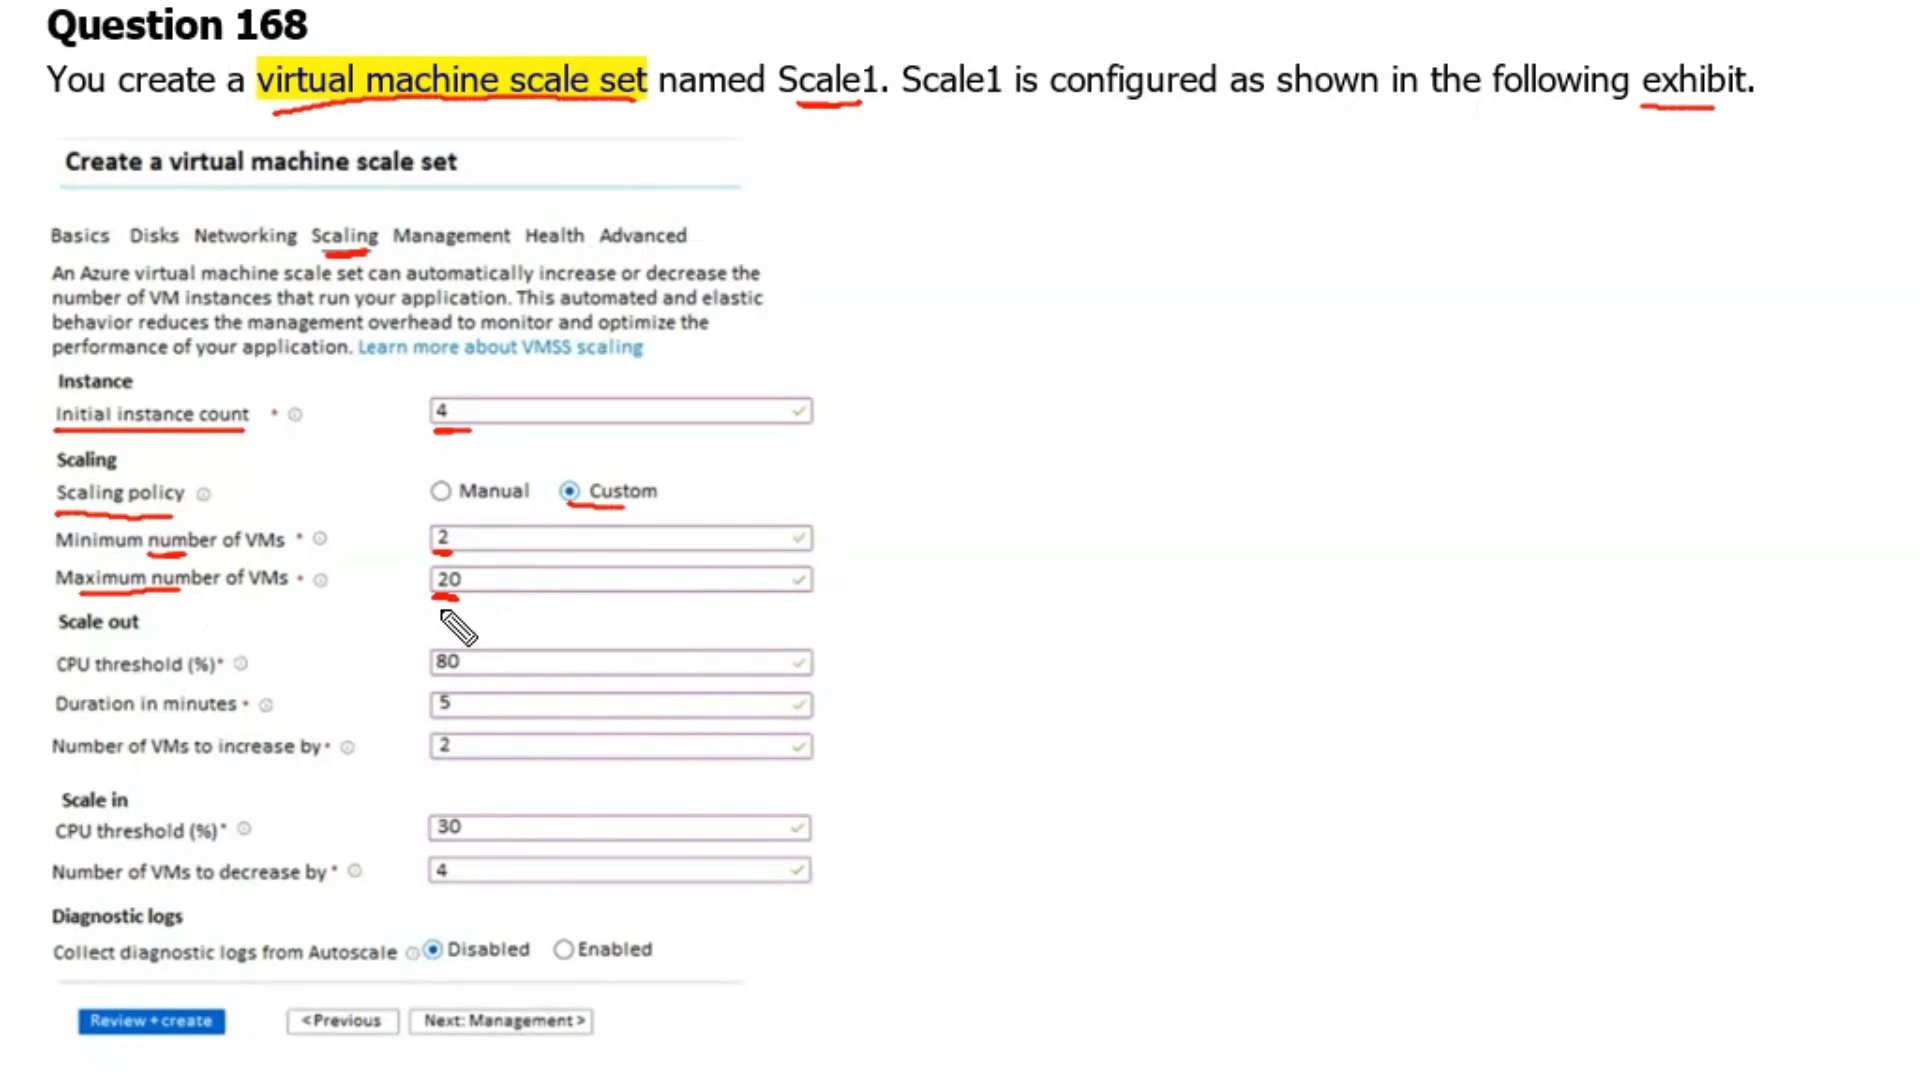 Question 168
You create a virtual machine scale set named Scale1. Scale1 is configured as shown in the following exhibit.
Create a virtual machine scale set
Basics Disks Networking Scaling Management Health Advanced
An Azure virtual machine scale set can automatically increase or decrease the
number of VM instances that run your application. This automated and elastic
behavior reduces the management overhead to monitor and optimize the
performance of your application. Learn more about VMSS scaling
Instance
Initial instance count * 4
Scaling
Scaling policy Manual Custom
Minimum number of VMs * 2
Maximum number of VMs * 20
Scale out
CPU threshold (%)* 80
Duration in minutes * 5
Number of VMs to increase by* 2
Scale in
CPU threshold (%)* 30
Number of VMs to decrease by * 4
Diagnostic logs
Collect diagnostic logs from Autoscale Disabled Enabled
Review + create <Previous Next: Management >